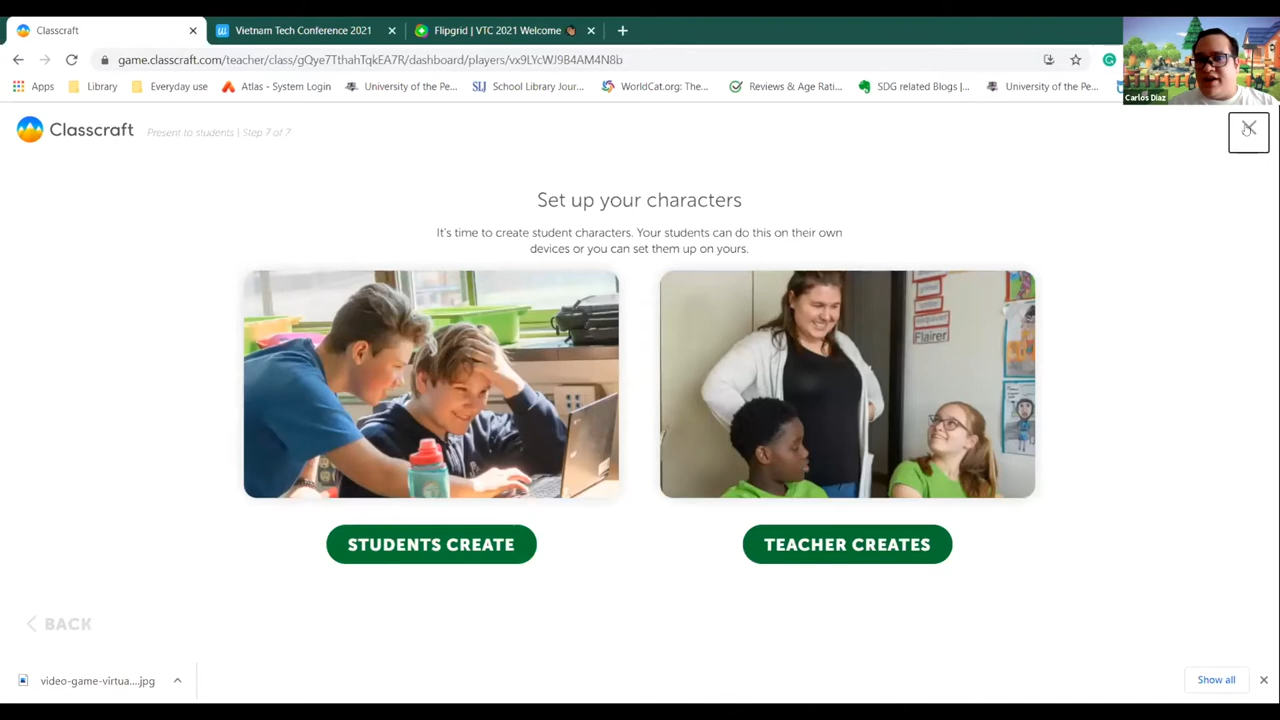 Classcraft
Vietnam Tech Conference 2021
Flipgrid | VTC 2021 Welcome
game.classcraft.com/teacher/class/gQye7TthahTqkEA7R/dashboard/players/vx9LYcW/9B4AM4N8b
Apps
Library
Everyday use
Atlas - System Login
University of the Pe...
School Library Jour...
WorldCat.org: The...
Reviews & Age Rati...
SDG related Blogs |...
University of the Pe...
Carlos Diaz
Classcraft
Present to students | Step 7 of 7
Set up your characters
It's time to create student characters. Your students can do this on their own
devices or you can set them up on yours.
Flairer
STUDENTS CREATE
TEACHER CREATES
BACK
video-game-virtua....jpg
Show all